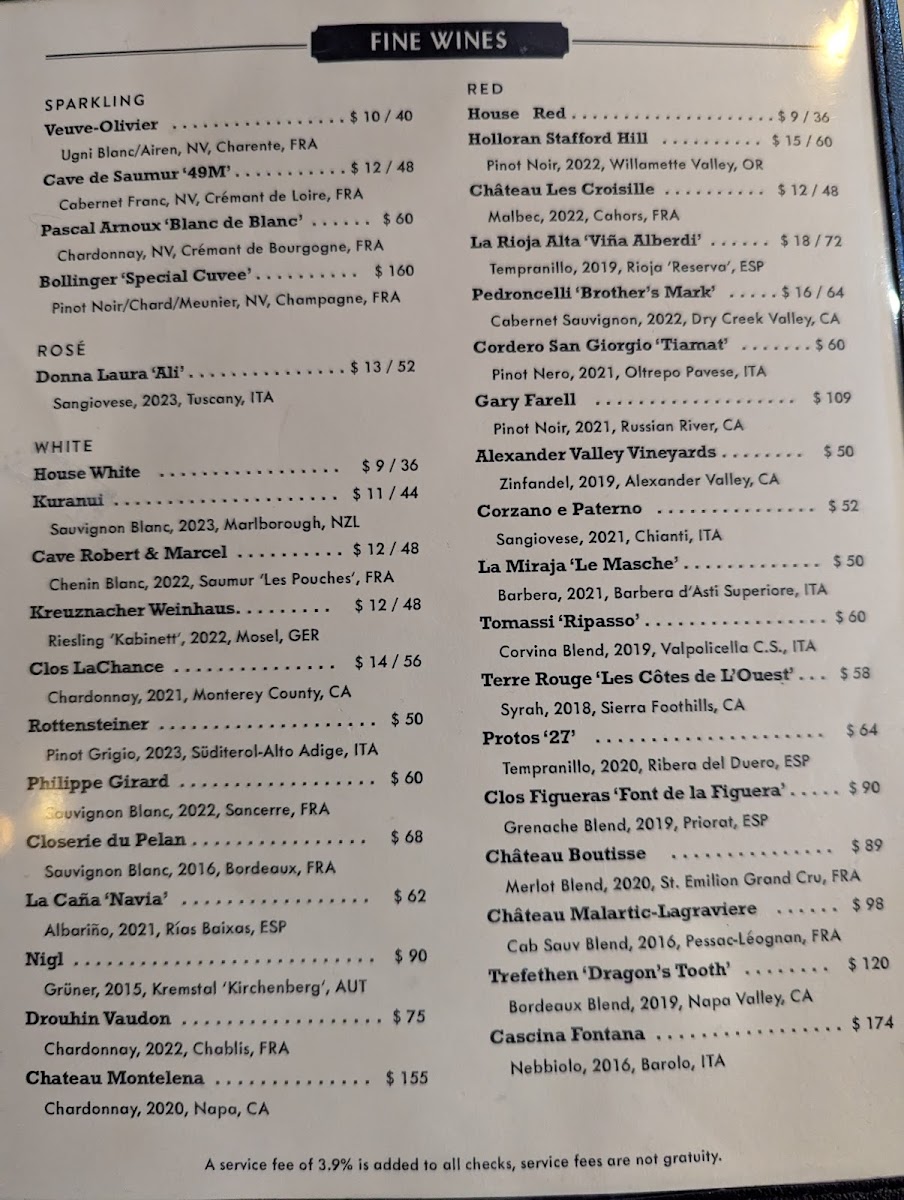 FINE WINES
SPARKLING
Veuve-Olivier ................. $ 10 / 40
Ugni Blanc/Airen, NV, Charente, FRA
Cave de Saumur '49M'........... $ 12 / 48
Cabernet Franc, NV, Crémant de Loire, FRA
Pascal Arnoux 'Blanc de Blanc' ...... $ 60
Chardonnay, NV, Crémant de Bourgogne, FRA
Bollinger 'Special Cuvee'.......... $ 160
Pinot Noir/Chard/Meunier, NV, Champagne, FRA
ROSÉ
Donna Laura 'Ali'............... $ 13 / 52
Sangiovese, 2023, Tuscany, ITA
WHITE
House White ................. $ 9 / 36
Kuranui ..................... $ 11 / 44
Sauvignon Blanc, 2023, Marlborough, NZL
Cave Robert & Marcel .......... $ 12 / 48
Chenin Blanc, 2022, Saumur 'Les Pouches', FRA
Kreuznacher Weinhaus......... $ 12 / 48
Riesling 'Kabinett', 2022, Mosel, GER
Clos LaChance ............... $ 14 / 56
Chardonnay, 2021, Monterey County, CA
Rottensteiner .................... $ 50
Pinot Grigio, 2023, Süditerol-Alto Adige, ITA
Philippe Girard .................. $ 60
Sauvignon Blanc, 2022, Sancerre, FRA
Closerie du Pelan ................ $ 68
Sauvignon Blanc, 2016, Bordeaux, FRA
La Caña 'Navia' ................. $ 62
Albariño, 2021, Rías Baixas, ESP
Nigl ........................... $ 90
Grüner, 2015, Kremstal 'Kirchenberg', AUT
Drouhin Vaudon .................. $ 75
Chardonnay, 2022, Chablis, FRA
Chateau Montelena .............. $ 155
Chardonnay, 2020, Napa, CA
RED
House Red .................... $ 9 / 36
Holloran Stafford Hill .......... $ 15 / 60
Pinot Noir, 2022, Willamette Valley, OR
Château Les Croisille .......... $ 12 / 48
Malbec, 2022, Cahors, FRA
La Rioja Alta 'Viña Alberdi' ...... $ 18 / 72
Tempranillo, 2019, Rioja 'Reserva', ESP
Pedroncelli 'Brother's Mark' ..... $ 16 / 64
Cabernet Sauvignon, 2022, Dry Creek Valley, CA
Cordero San Giorgio 'Tiamat' ....... $ 60
Pinot Nero, 2021, Oltrepo Pavese, ITA
Gary Farell .................. $ 109
Pinot Noir, 2021, Russian River, CA
Alexander Valley Vineyards ........ $ 50
Zinfandel, 2019, Alexander Valley, CA
Corzano e Paterno .............. $ 52
Sangiovese, 2021, Chianti, ITA
La Miraja 'Le Masche'............. $ 50
Barbera, 2021, Barbera d'Asti Superiore, ITA
Tomassi 'Ripasso'................. $ 60
Corvina Blend, 2019, Valpolicella C.S., ITA
Terre Rouge 'Les Côtes de L'Ouest' ... $ 58
Syrah, 2018, Sierra Foothills, CA
Protos '27' .................... $ 64
Tempranillo, 2020, Ribera del Duero, ESP
Clos Figueras 'Font de la Figuera' ..... $ 90
Grenache Blend, 2019, Priorat, ESP
Château Boutisse .............. $ 89
Merlot Blend, 2020, St. Emilion Grand Cru, FRA
Château Malartic-Lagraviere ...... $ 98
Cab Sauv Blend, 2016, Pessac-Léognan, FRA
Trefethen 'Dragon's Tooth' ........ $ 120
Bordeaux Blend, 2019, Napa Valley, CA
Cascina Fontana ................. $ 174
Nebbiolo, 2016, Barolo, ITA
A service fee of 3.9% is added to all checks, service fees are not gratuity.